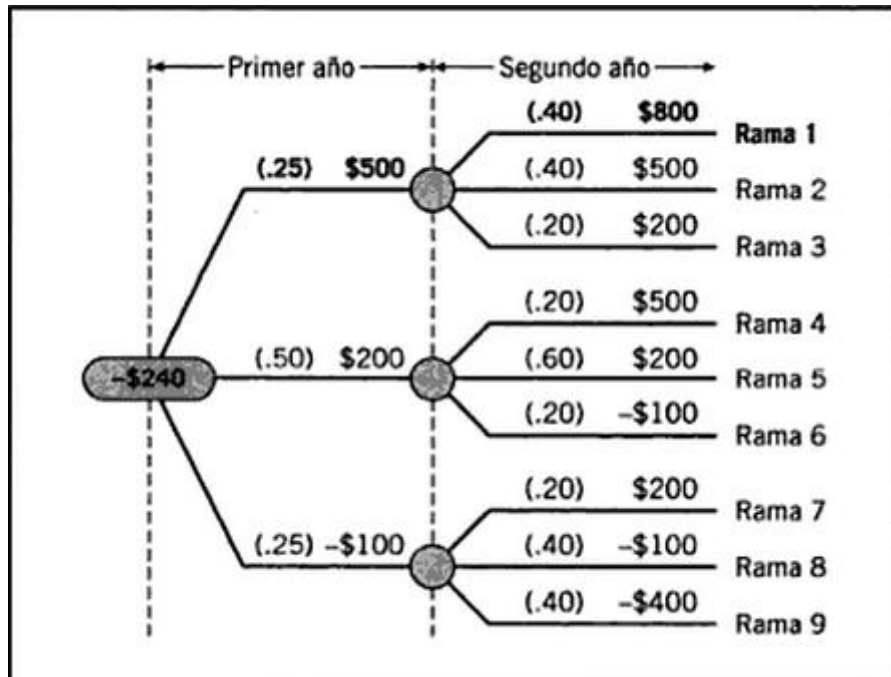 Primer año Segundo año
(.40) $800 Rama 1
(.25) $500 (.40) $500 Rama 2
(.20) $200 Rama 3
(.20) $500 Rama 4
-$240 (.50) $200 (.60) $200 Rama 5
(.20) -$100 Rama 6
(.20) $200 Rama 7
(.25) -$100 (.40) -$100 Rama 8
(.40) -$400 Rama 9